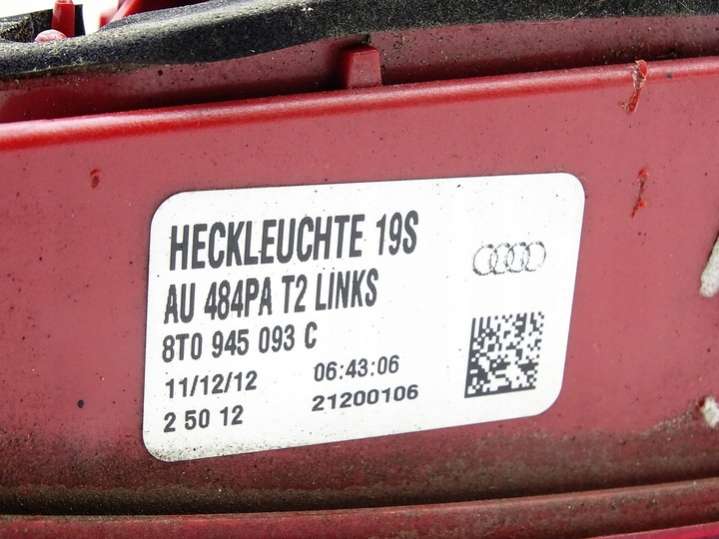 HECKLEUCHTE 19S
AU 484PA T2 LINKS
8T0 945 093 C
11/12/12 06:43:06
2 50 12 21200106